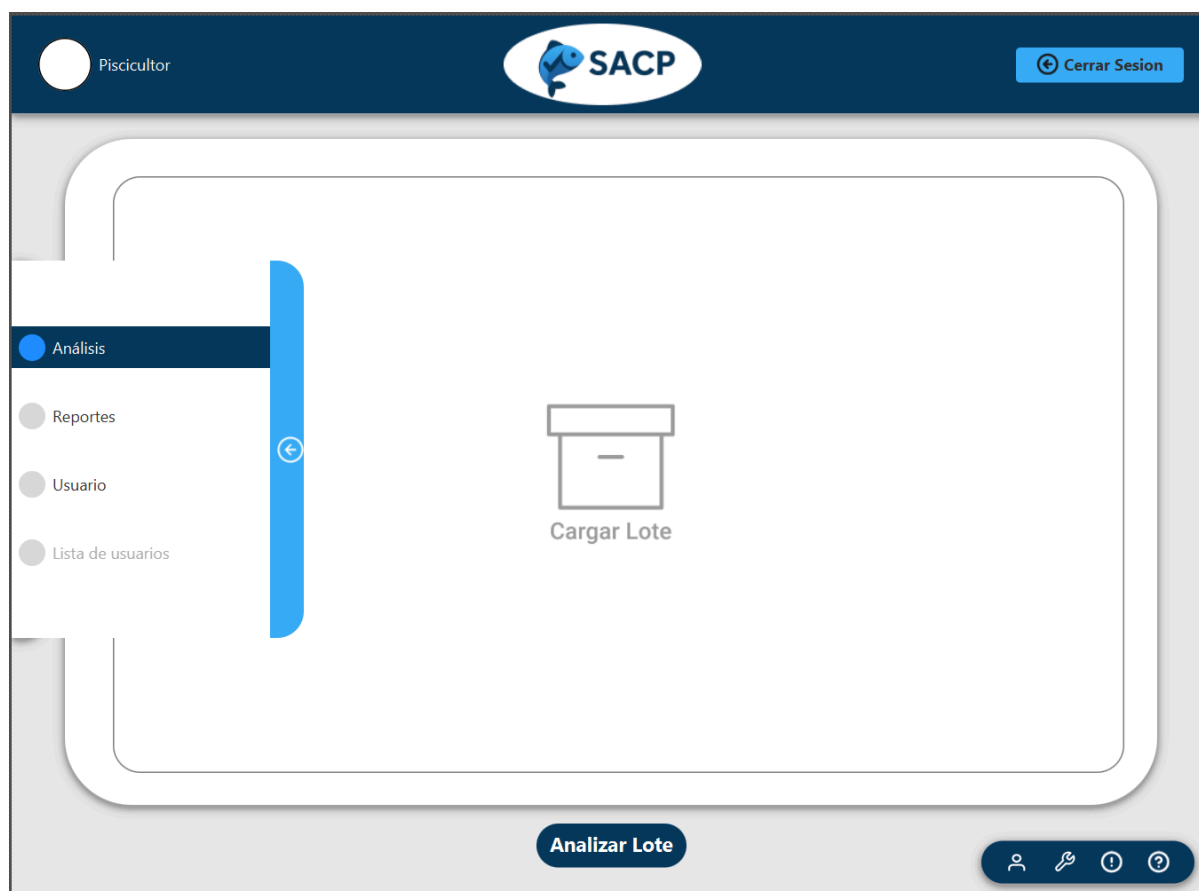 Piscicultor
SACP
Cerrar Sesion
Análisis
Reportes
Usuario
Lista de usuarios
Cargar Lote
Analizar Lote